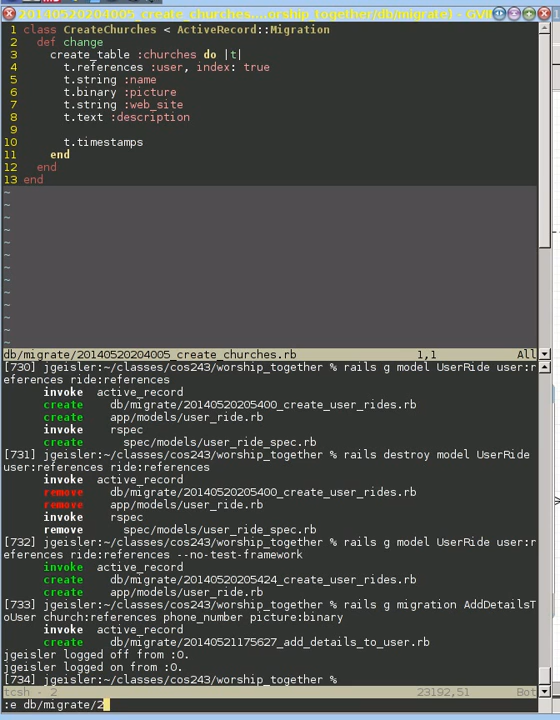 20140520204005_create_churches....orship_together/db/migrate) - GVI
1 class CreateChurches < ActiveRecord::Migration
2   def change
3     create_table :churches do |t|
4       t.references :user, index: true
5       t.string :name
6       t.binary :picture
7       t.string :web_site
8       t.text :description
9
10       t.timestamps
11     end
12   end
13 end
~
~
~
~
~
~
~
~
~
~
~
~
~
db/migrate/20140520204005_create_churches.rb 1,1 All
[730] jgeisler:~/classes/cos243/worship_together % rails g model UserRide user:r
eferences ride:references
invoke active_record
create db/migrate/20140520205400_create_user_rides.rb
create app/models/user_ride.rb
invoke rspec
create spec/models/user_ride_spec.rb
[731] jgeisler:~/classes/cos243/worship_together % rails destroy model UserRide
user:references ride:references
invoke active_record
remove db/migrate/20140520205400_create_user_rides.rb
remove app/models/user_ride.rb
invoke rspec
remove spec/models/user_ride_spec.rb
[732] jgeisler:~/classes/cos243/worship_together % rails g model UserRide user:r
eferences ride:references --no-test-framework
invoke active_record
create db/migrate/20140520205424_create_user_rides.rb
create app/models/user_ride.rb
[733] jgeisler:~/classes/cos243/worship_together % rails g migration AddDetailsT
oUser church:references phone_number picture:binary
invoke active_record
create db/migrate/20140521175627_add_details_to_user.rb
jgeisler logged off from :0.
jgeisler logged on from :0.
[734] jgeisler:~/classes/cos243/worship_together %
tcsh - 2 23192,51 Bot
:e db/migrate/2